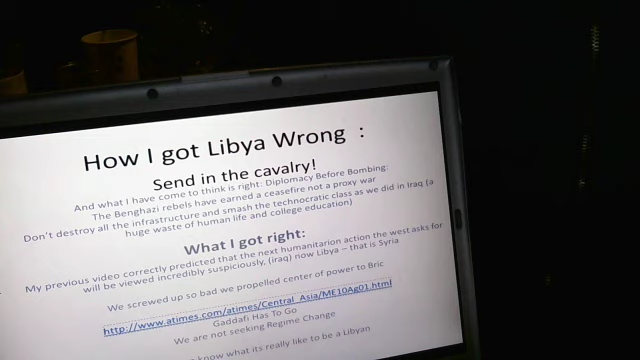 How I got Libya Wrong :
Send in the cavalry!
And what I have come to think is right: Diplomacy Before Bombing:
The Benghazi rebels have earned a ceasefire not a proxy war
Don't destroy all the infrastructure and smash the technocratic class as we did in Iraq (a
huge waste of human life and college education)
What I got right:
My previous video correctly predicted that the next humanitarion action the west asks for
will be viewed incredibly suspiciously, (iraq) now Libya – that is Syria
We screwed up so bad we propelled center of power to Bric
http://www.atimes.com/atimes/Central_Asia/ME10Ag01.html
Gaddafi Has To Go
We are not seeking Regime Change
know what its really like to be a Libyan